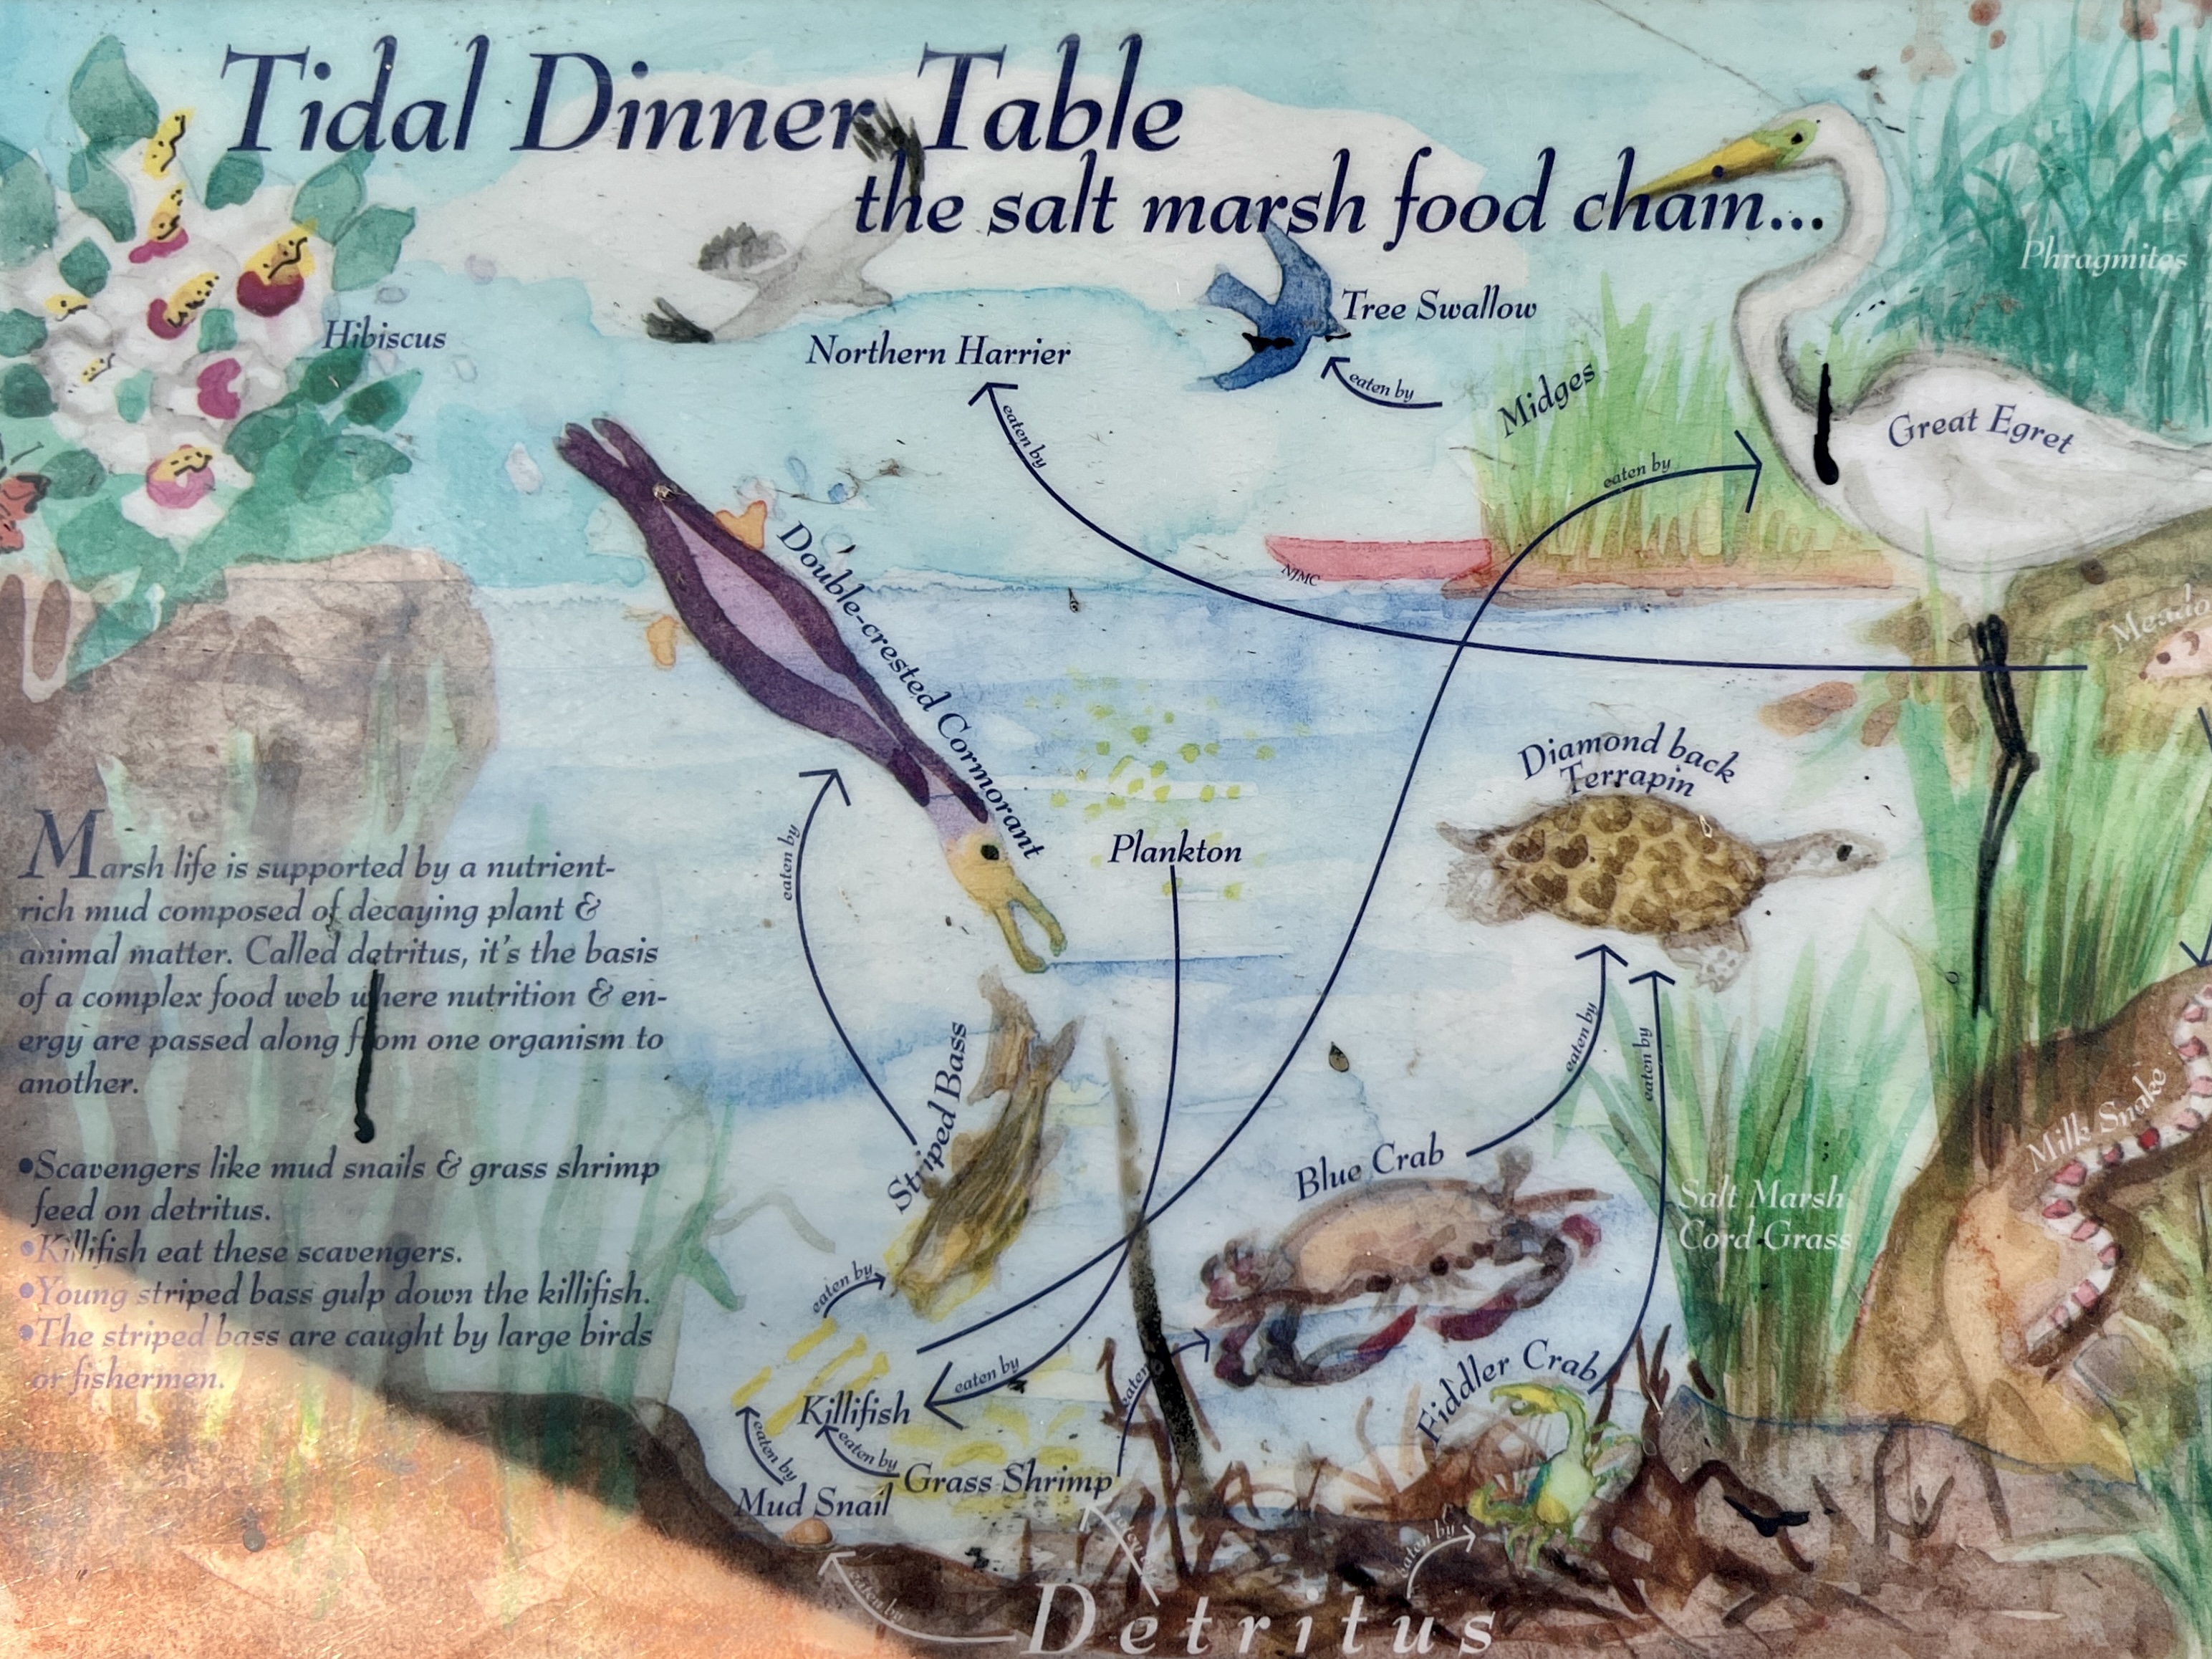 Tidal Dinner Table
the salt marsh food chain...
Phragmites
Hibiscus
Northern Harrier
Tree Swallow
eaten by
Midges
Great Egret
eaten by
eaten by
NJMC
Double-crested Cormorant
Diamond back
Terrapin
Plankton
eaten by
Marsh life is supported by a nutrient-
rich mud composed of decaying plant &
animal matter. Called detritus, it's the basis
of a complex food web where nutrition & en-
ergy are passed along from one organism to
another.
•Scavengers like mud snails & grass shrimp
feed on detritus.
•Killifish eat these scavengers.
•Young striped bass gulp down the killifish.
•The striped bass are caught by large birds
or fishermen.
Striped Bass
eaten by
eaten by
Blue Crab
Milk Snake
Salt Marsh
Cord Grass
eaten by
Fiddler Crab
eaten by
eaten
Killifish
eaten by
eaten by
Grass Shrimp
Mud Snail
eaten by
eaten by
Detritus